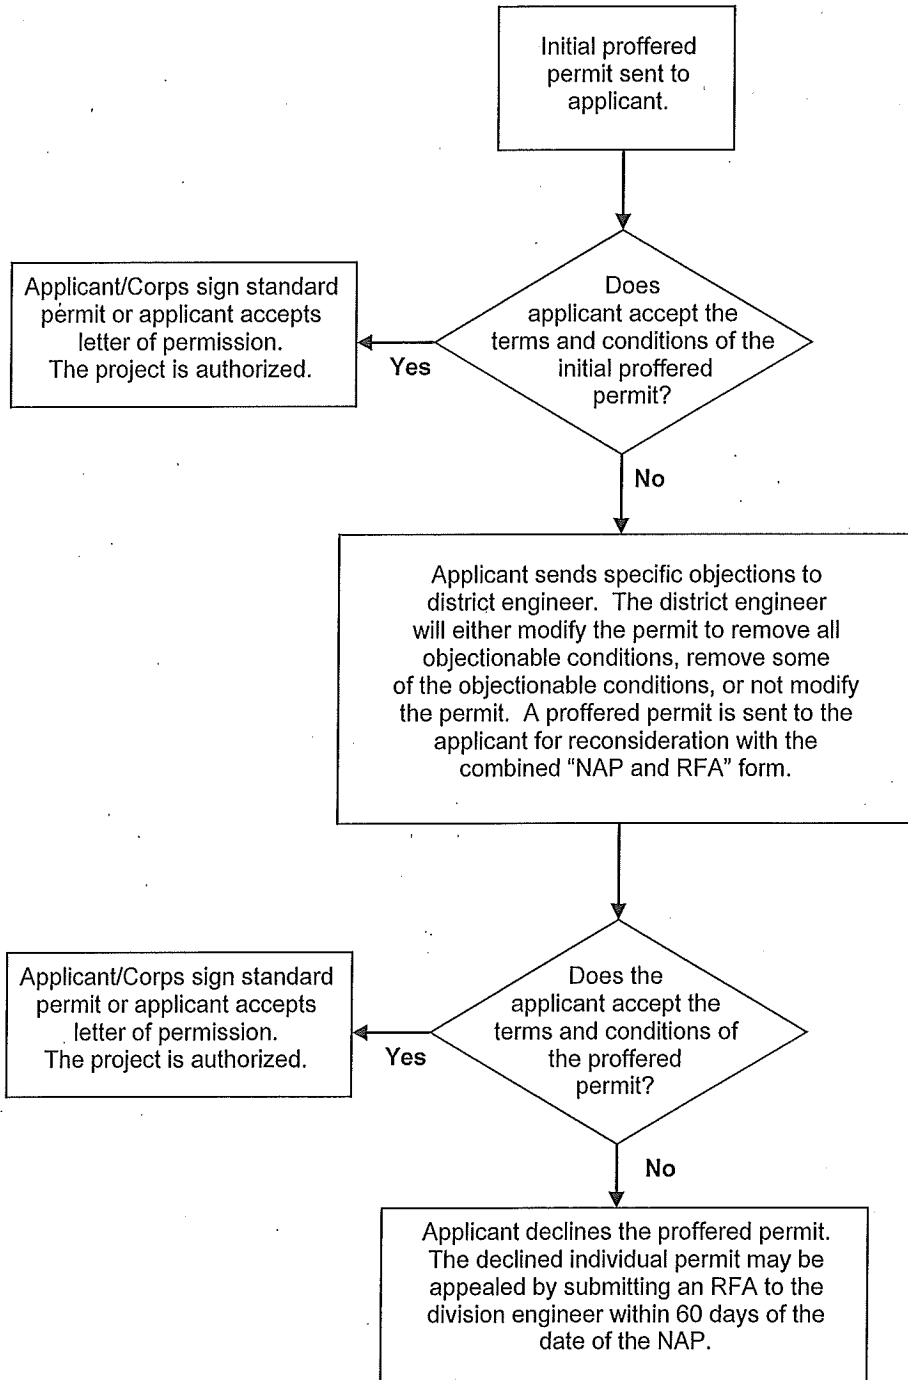 Initial proffered
permit sent to
applicant.
Does
applicant accept the
terms and conditions of the
initial proffered
permit?
Yes
Applicant/Corps sign standard
permit or applicant accepts
letter of permission.
The project is authorized.
No
Applicant sends specific objections to
district engineer. The district engineer
will either modify the permit to remove all
objectionable conditions, remove some
of the objectionable conditions, or not modify
the permit. A proffered permit is sent to the
applicant for reconsideration with the
combined “NAP and RFA” form.
Does the
applicant accept the
terms and conditions of
the proffered
permit?
Yes
Applicant/Corps sign standard
permit or applicant accepts
letter of permission.
The project is authorized.
No
Applicant declines the proffered permit.
The declined individual permit may be
appealed by submitting an RFA to the
division engineer within 60 days of the
date of the NAP.